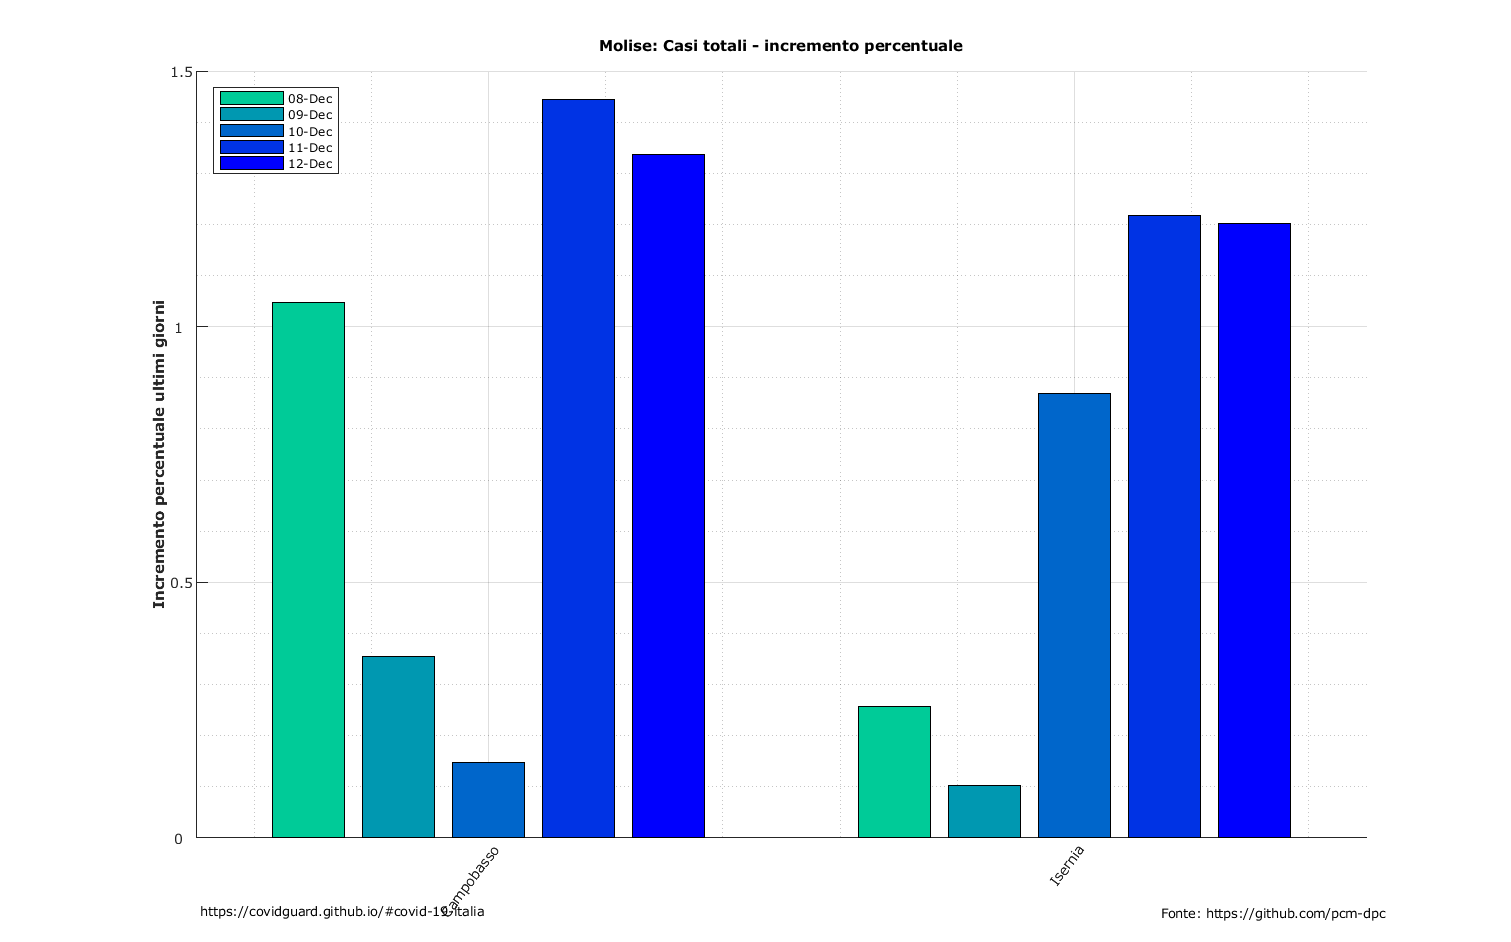 Molise: Casi totali - incremento percentuale
1.5
08-Dec
09-Dec
10-Dec
11-Dec
12-Dec
1
Incremento percentuale ultimi giorni
0.5
0
Campobasso
Isernia
https://covidguard.github.io/#covid-19-italia
Fonte: https://github.com/pcm-dpc